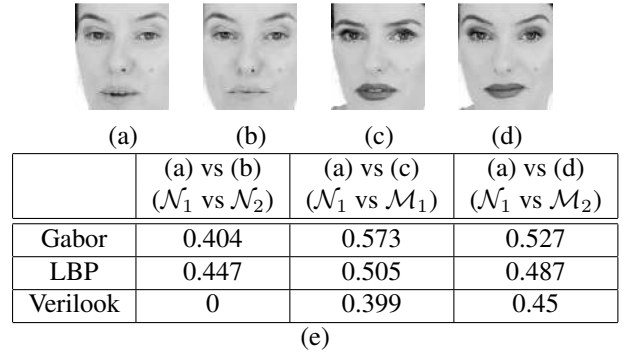 (a) (b) (c) (d)
(a) vs (b) (a) vs (c) (a) vs (d)
(𝒩₁ vs 𝒩₂) (𝒩₁ vs ℳ₁) (𝒩₁ vs ℳ₂)
Gabor 0.404 0.573 0.527
LBP 0.447 0.505 0.487
Verilook 0 0.399 0.45
(e)